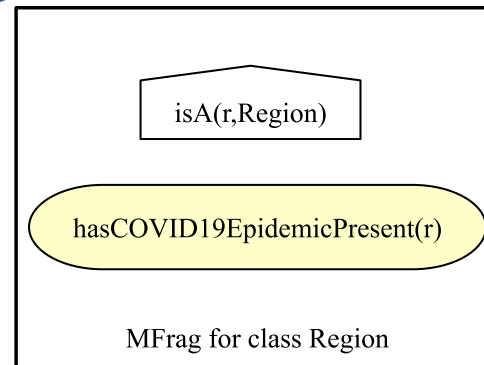 isA(r,Region)
hasCOVID19EpidemicPresent(r)
MFrag for class Region